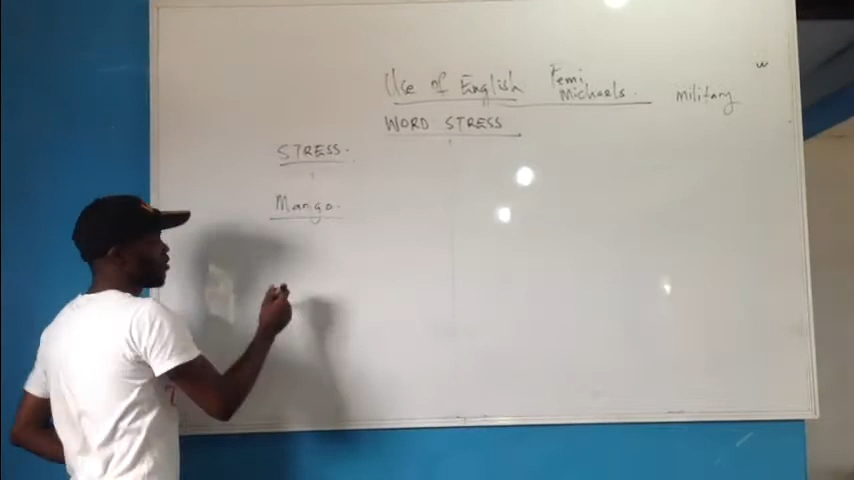 Use of English Femi Michaels. Military
WORD STRESS
STRESS.
Mango.